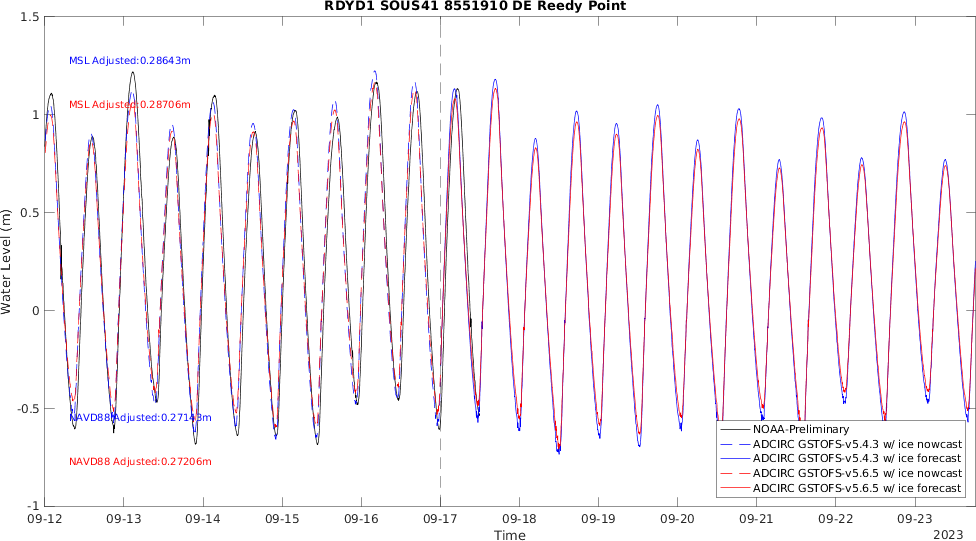 RDYD1 SOUS41 8551910 DE Reedy Point
1.5
MSL Adjusted:0.28643m
MSL Adjusted:0.28706m
1
0.5
Water Level (m)
0
-0.5
NAVD88 Adjusted:0.27143m
NAVD88 Adjusted:0.27206m
-1
NOAA-Preliminary
ADCIRC GSTOFS-v5.4.3 w/ ice nowcast
ADCIRC GSTOFS-v5.4.3 w/ ice forecast
ADCIRC GSTOFS-v5.6.5 w/ ice nowcast
ADCIRC GSTOFS-v5.6.5 w/ ice forecast
09-12 09-13 09-14 09-15 09-16 09-17 09-18 09-19 09-20 09-21 09-22 09-23
Time
2023